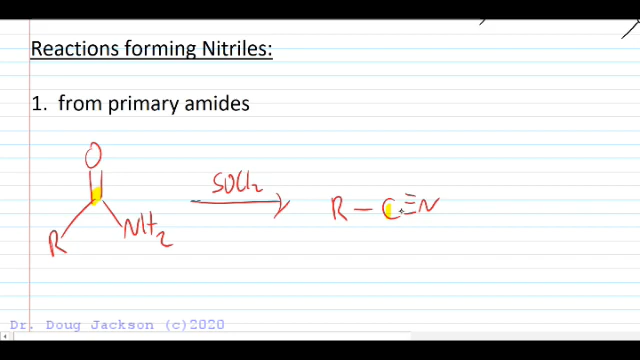 Reactions forming Nitriles:
1. from primary amides
O
SOCl2
R — C≡N
NH2
R
Dr. Doug Jackson (c)2020